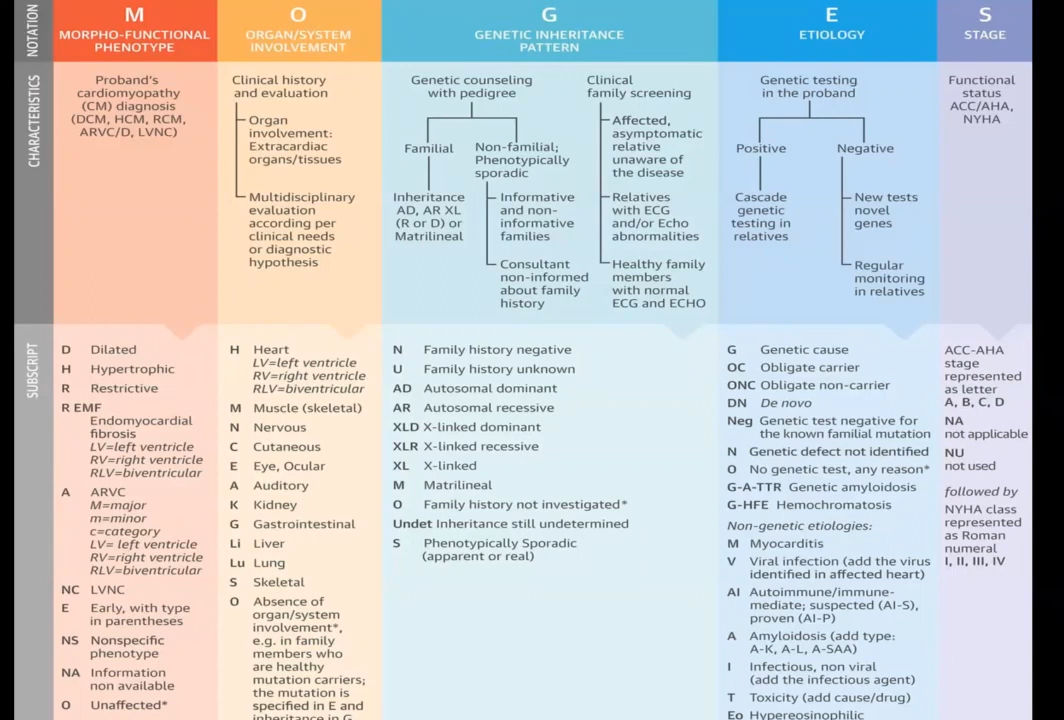 NOTATION
M
MORPHO-FUNCTIONAL
PHENOTYPE
O
ORGAN/SYSTEM
INVOLVEMENT
G
GENETIC INHERITANCE
PATTERN
E
ETIOLOGY
S
STAGE
CHARACTERISTICS
Proband's
cardiomyopathy
(CM) diagnosis
(DCM, HCM, RCM,
ARVC/D, LVNC)
Clinical history
and evaluation
Organ
involvement:
Extracardiac
organs/tissues
Multidisciplinary
evaluation
according per
clinical needs
or diagnostic
hypothesis
Genetic counseling
with pedigree
Familial
Inheritance
AD, AR XL
(R or D) or
Matrilineal
Non-familial;
Phenotypically
sporadic
Informative
and non-
informative
families
Consultant
non-informed
about family
history
Clinical
family screening
Affected,
asymptomatic
relative
unaware of
the disease
Relatives
with ECG
and/or Echo
abnormalities
Healthy family
members
with normal
ECG and ECHO
Genetic testing
in the proband
Positive
Cascade
genetic
testing in
relatives
Negative
New tests
novel
genes
Regular
monitoring
in relatives
Functional
status
ACC/AHA,
NYHA
SUBSCRIPT
D Dilated
H Hypertrophic
R Restrictive
R EMF
Endomyocardial
fibrosis
LV=left ventricle
RV=right ventricle
RLV=biventricular
A ARVC
M=major
m=minor
c=category
LV= left ventricle
RV=right ventricle
RLV=biventricular
NC LVNC
E Early, with type
in parentheses
NS Nonspecific
phenotype
NA Information
non available
O Unaffected*
H Heart
LV=left ventricle
RV=right ventricle
RLV=biventricular
M Muscle (skeletal)
N Nervous
C Cutaneous
E Eye, Ocular
A Auditory
K Kidney
G Gastrointestinal
Li Liver
Lu Lung
S Skeletal
O Absence of
organ/system
involvement*,
e.g. in family
members who
are healthy
mutation carriers;
the mutation is
specified in E and
inheritance in G
N Family history negative
U Family history unknown
AD Autosomal dominant
AR Autosomal recessive
XLD X-linked dominant
XLR X-linked recessive
XL X-linked
M Matrilineal
O Family history not investigated*
Undet Inheritance still undetermined
S Phenotypically Sporadic
(apparent or real)
G Genetic cause
OC Obligate carrier
ONC Obligate non-carrier
DN De novo
Neg Genetic test negative for
the known familial mutation
N Genetic defect not identified
O No genetic test, any reason*
G-A-TTR Genetic amyloidosis
G-HFE Hemochromatosis
Non-genetic etiologies:
M Myocarditis
V Viral infection (add the virus
identified in affected heart)
AI Autoimmune/immune-
mediate; suspected (AI-S),
proven (AI-P)
A Amyloidosis (add type:
A-K, A-L, A-SAA)
I Infectious, non viral
(add the infectious agent)
T Toxicity (add cause/drug)
Eo Hypereosinophilic
ACC-AHA
stage
represented
as letter
A, B, C, D
NA
not applicable
NU
not used
followed by
NYHA class
represented
as Roman
numeral
I, II, III, IV